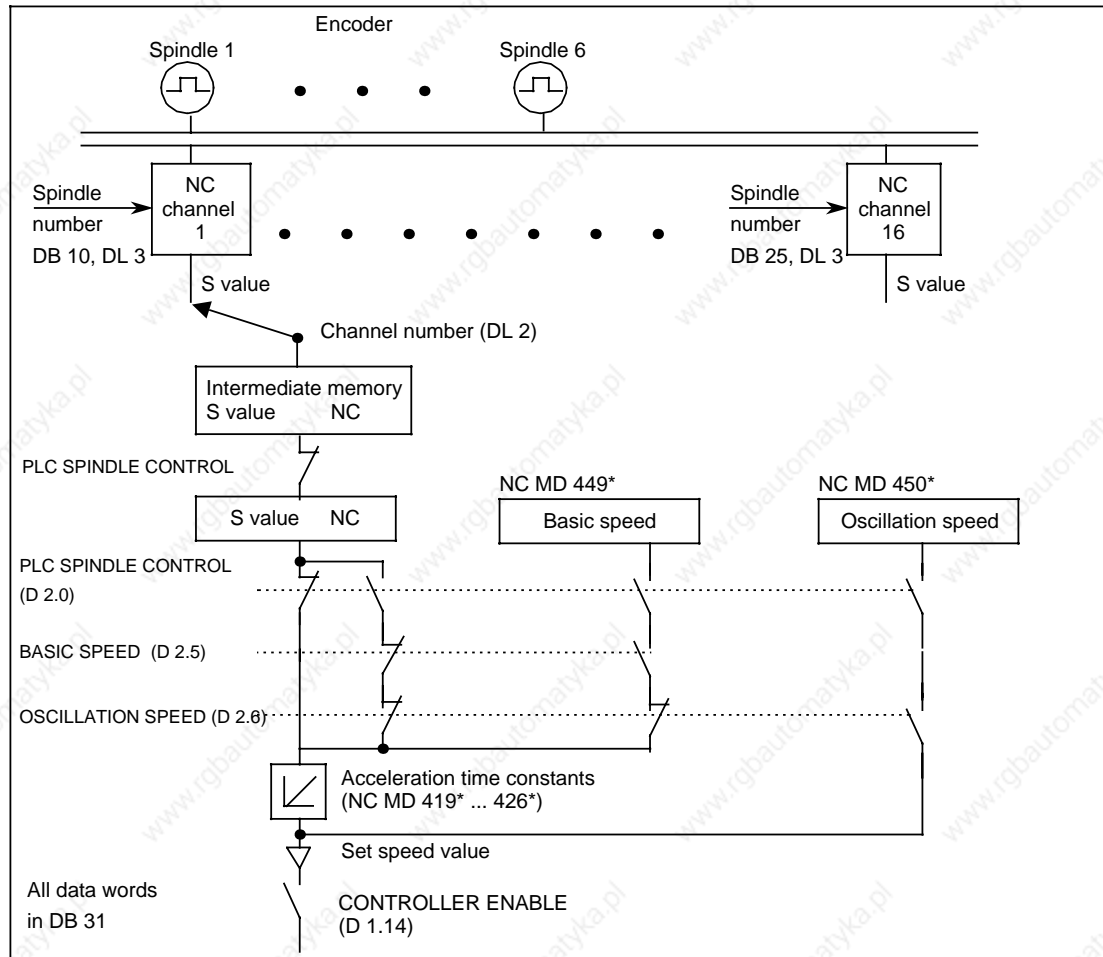 Encoder
Spindle 1
Spindle 6
Spindle
number
DB 10, DL 3
NC
channel
1
Spindle
number
DB 25, DL 3
NC
channel
16
S value
S value
Channel number (DL 2)
Intermediate memory
S value NC
PLC SPINDLE CONTROL
S value NC
NC MD 449*
Basic speed
NC MD 450*
Oscillation speed
PLC SPINDLE CONTROL
(D 2.0)
BASIC SPEED (D 2.5)
OSCILLATION SPEED (D 2.6)
Acceleration time constants
(NC MD 419* ... 426*)
Set speed value
All data words
in DB 31
CONTROLLER ENABLE
(D 1.14)
www.rgbautomatyka.pl